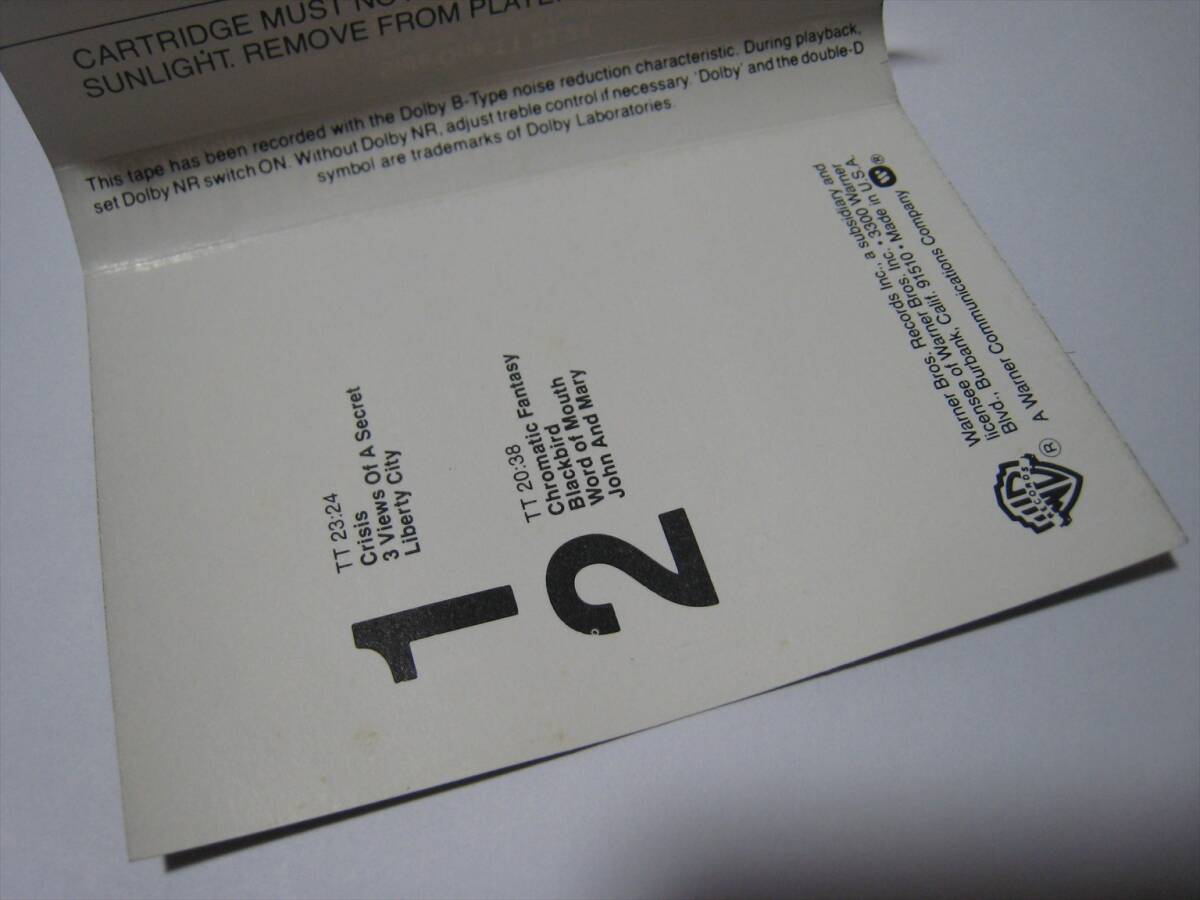 CARTRIDGE MUST NO
SUNLIGHT. REMOVE FROM PLAYE
This tape has been recorded with the Dolby B-Type noise reduction characteristic. During playback,
set Dolby NR switch ON. Without Dolby NR, adjust treble control if necessary. 'Dolby' and the double-D
symbol are trademarks of Dolby Laboratories.
1
TT 23:24
Crisis
3 Views Of A Secret
Liberty City
2
TT 20:38
Chromatic Fantasy
Blackbird
Word of Mouth
John And Mary
Warner Bros. Records Inc., a subsidiary and
licensee of Warner Bros. Inc. • 3300 Warner
Blvd., Burbank, Calif. 91510 • Made in U.S.A.
® A Warner Communications Company
RECORDS